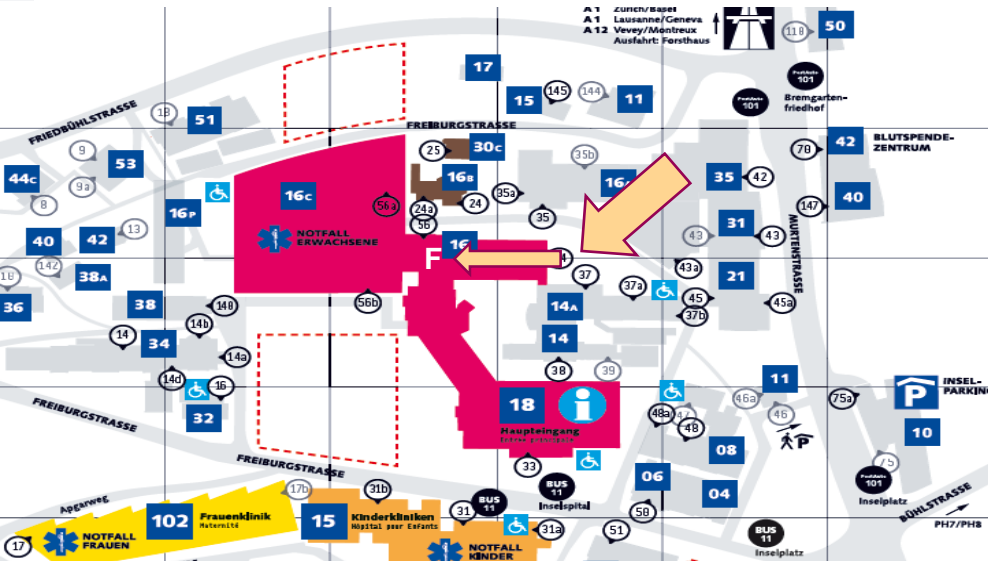 A1 Zürich/Basel
A1 Lausanne/Geneva
A12 Vevey/Montreux
Ausfahrt: Forsthaus
118
50
17
PostAuto
101
PostAuto
101
Bremgarten-
friedhof
15
145
144
11
FRIEDBÜHLSTRASSE
18
51
FREIBURGSTRASSE
25
30C
9
53
44C
9a
8
35b
78
42
BLUTSPENDE-
ZENTRUM
16B
35a
24
35
42
16C
56a
24a
56
16P
35
147
40
13
40
42
NOTFALL
ERWACHSENE
16
F
31
43
43
MURTENSTRASSE
142
38A
36
37
43a
21
37a
38
148
56b
14A
45
45a
37b
14
14b
34
14a
14
14d
16
38
39
32
11
18
Haupteingang
46a
46
75a
INSEL-
PARKING
48a
47
48
P
10
FREIBURGSTRASSE
33
08
06
04
75
PostAuto
101
Inselplatz
FREIBURGSTRASSE
BUS
11
Inselspital
17b
31b
BUS
11
Apgarweg
102
Frauenklinik
Maternité
15
Kinderkliniken
Hôpital pour Enfants
31
31a
50
51
BUS
11
Inselplatz
BÜHLSTRASSE
PH7/PH8
17
NOTFALL
FRAUEN
NOTFALL
KINDER